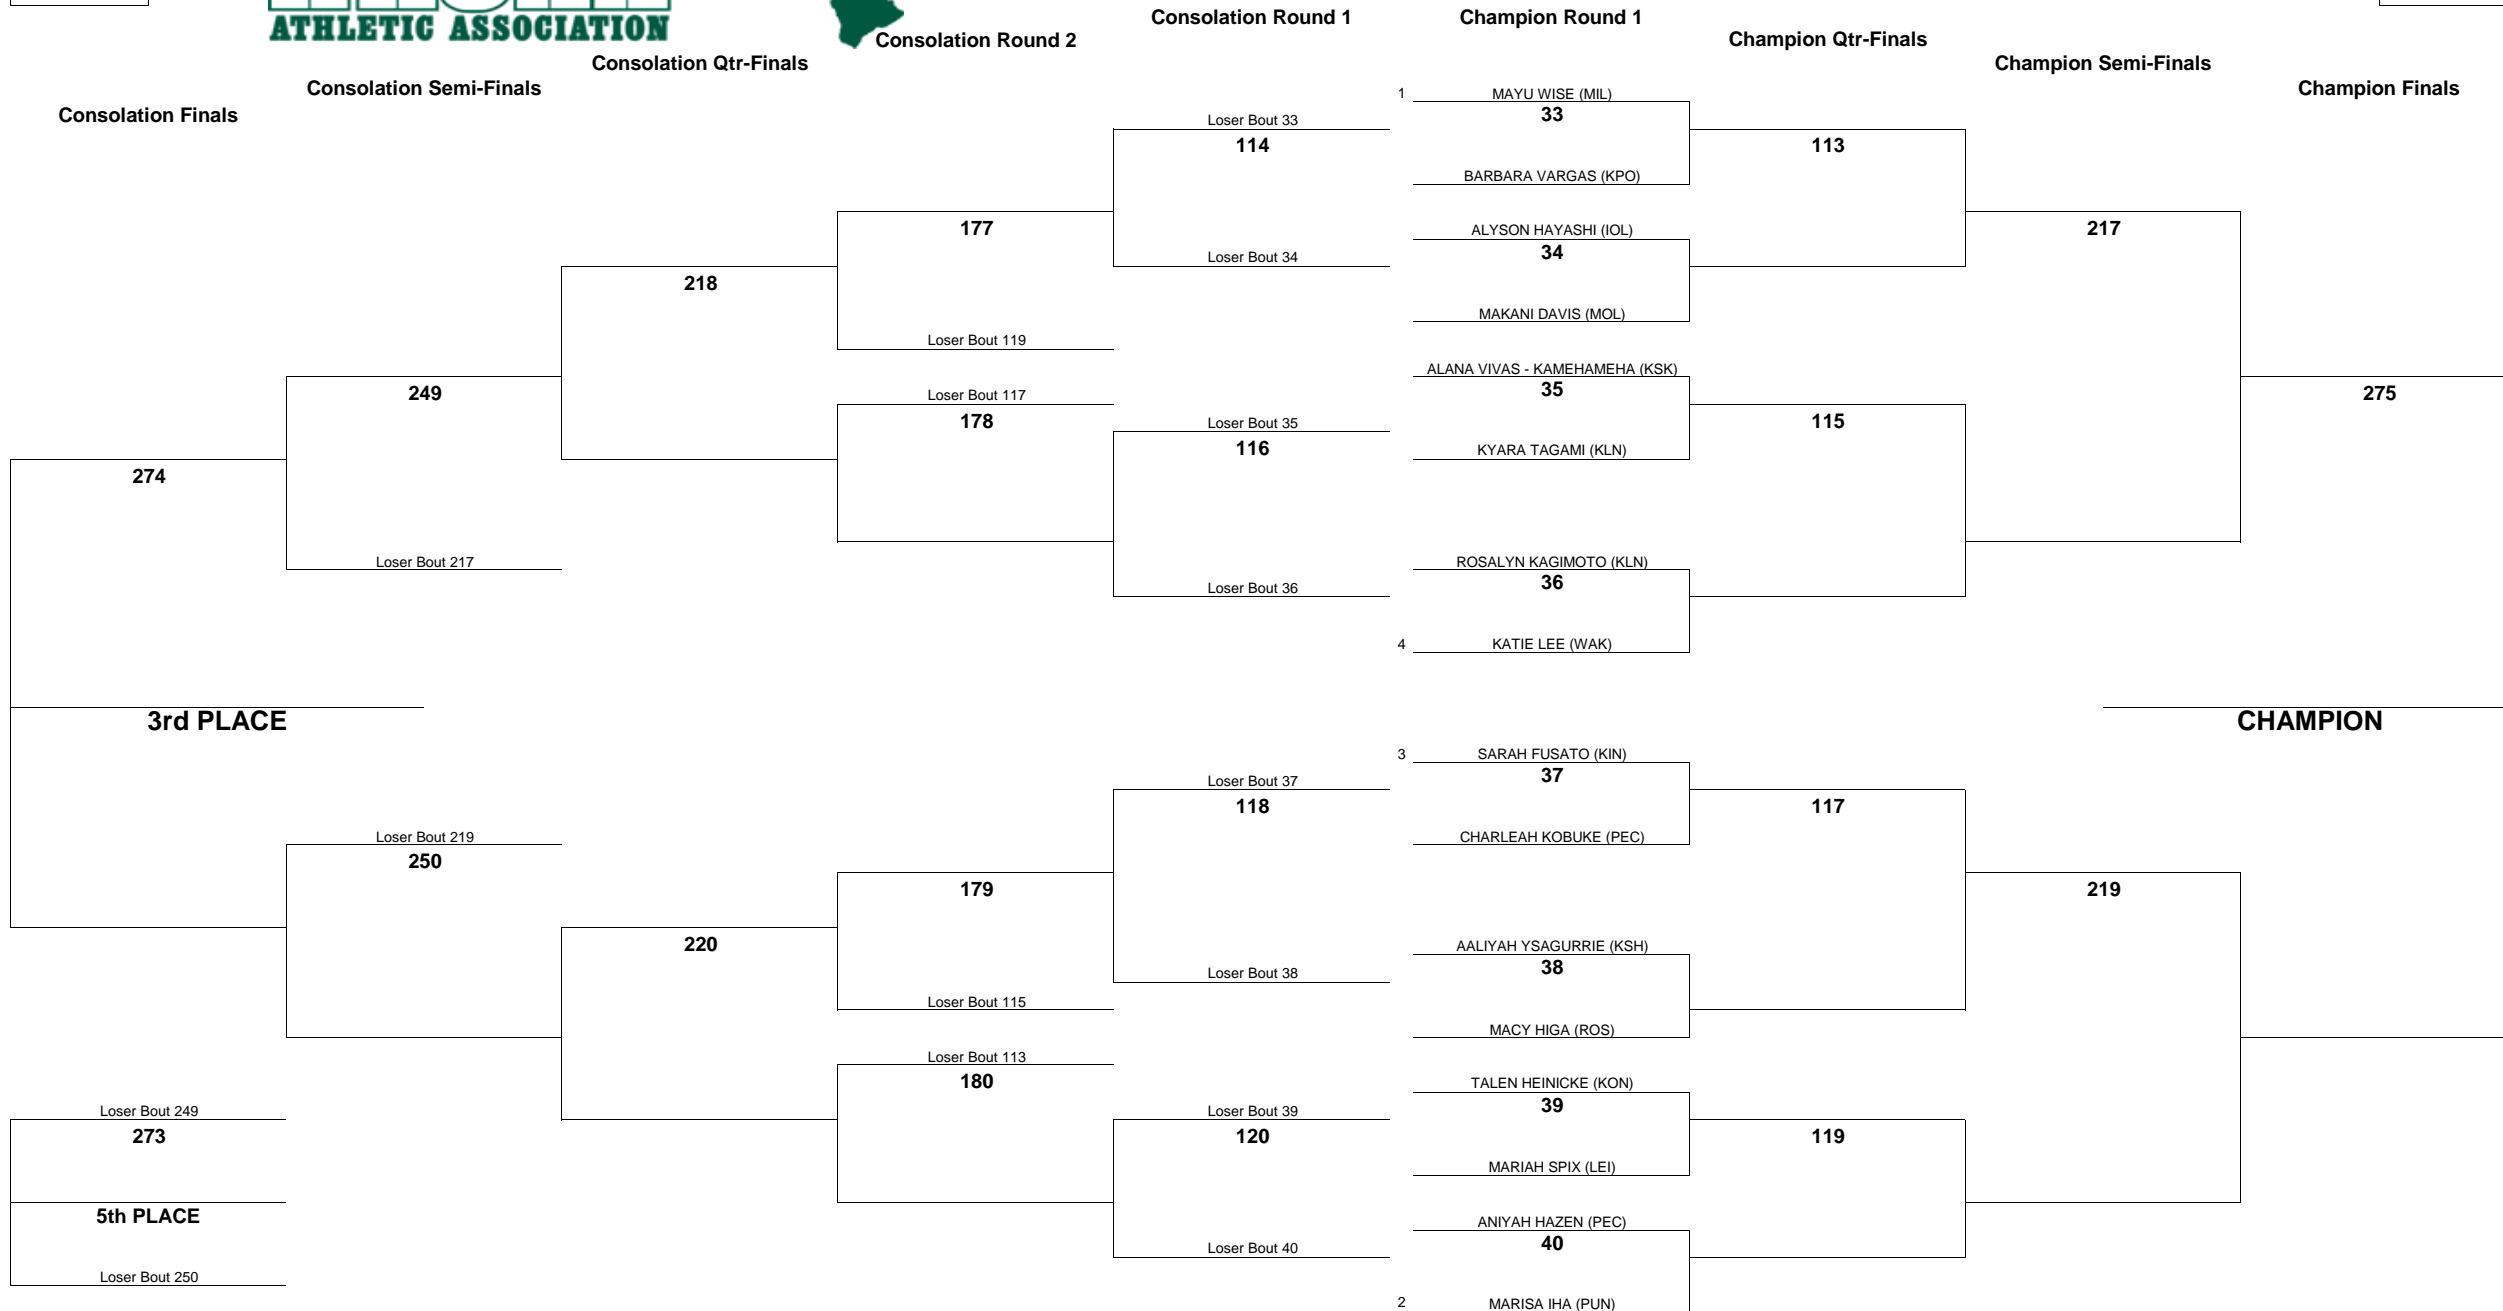 ATHLETIC ASSOCIATION
Consolation Round 1
Champion Round 1
Consolation Round 2
Champion Qtr-Finals
Consolation Qtr-Finals
Champion Semi-Finals
Consolation Semi-Finals
Champion Finals
Consolation Finals
1 MAYU WISE (MIL)
33
Loser Bout 33
114
113
BARBARA VARGAS (KPO)
177
217
ALYSON HAYASHI (IOL)
34
Loser Bout 34
218
MAKANI DAVIS (MOL)
Loser Bout 119
ALANA VIVAS - KAMEHAMEHA (KSK)
35
249
275
Loser Bout 117
178
115
Loser Bout 35
116
KYARA TAGAMI (KLN)
274
Loser Bout 217
ROSALYN KAGIMOTO (KLN)
36
Loser Bout 36
4 KATIE LEE (WAK)
3rd PLACE
CHAMPION
3 SARAH FUSATO (KIN)
37
Loser Bout 37
118
117
Loser Bout 219
CHARLEAH KOBUKE (PEC)
250
179
219
220
AALIYAH YSAGURRIE (KSH)
38
Loser Bout 38
Loser Bout 115
MACY HIGA (ROS)
Loser Bout 113
180
TALEN HEINICKE (KON)
39
Loser Bout 249
Loser Bout 39
273
120
119
MARIAH SPIX (LEI)
5th PLACE
ANIYAH HAZEN (PEC)
40
Loser Bout 40
Loser Bout 250
2 MARISA IHA (PUN)